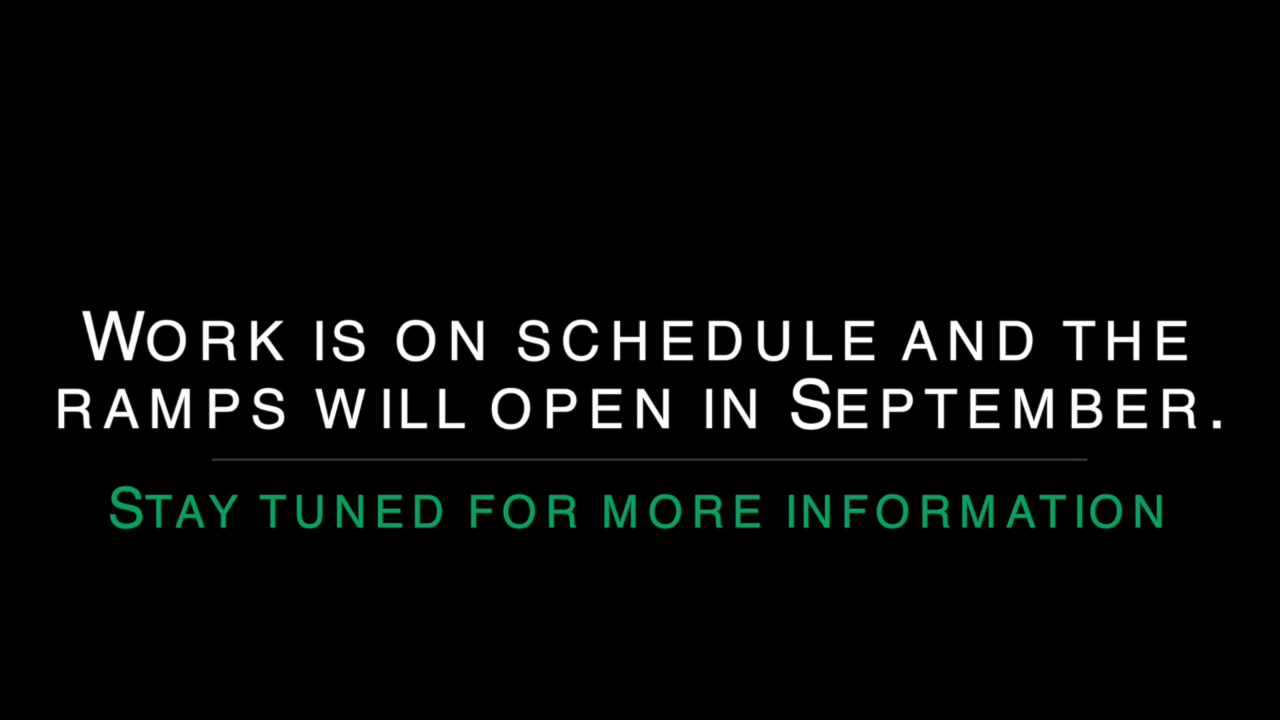 Work is on schedule and the
ramps will open in September.
Stay tuned for more information